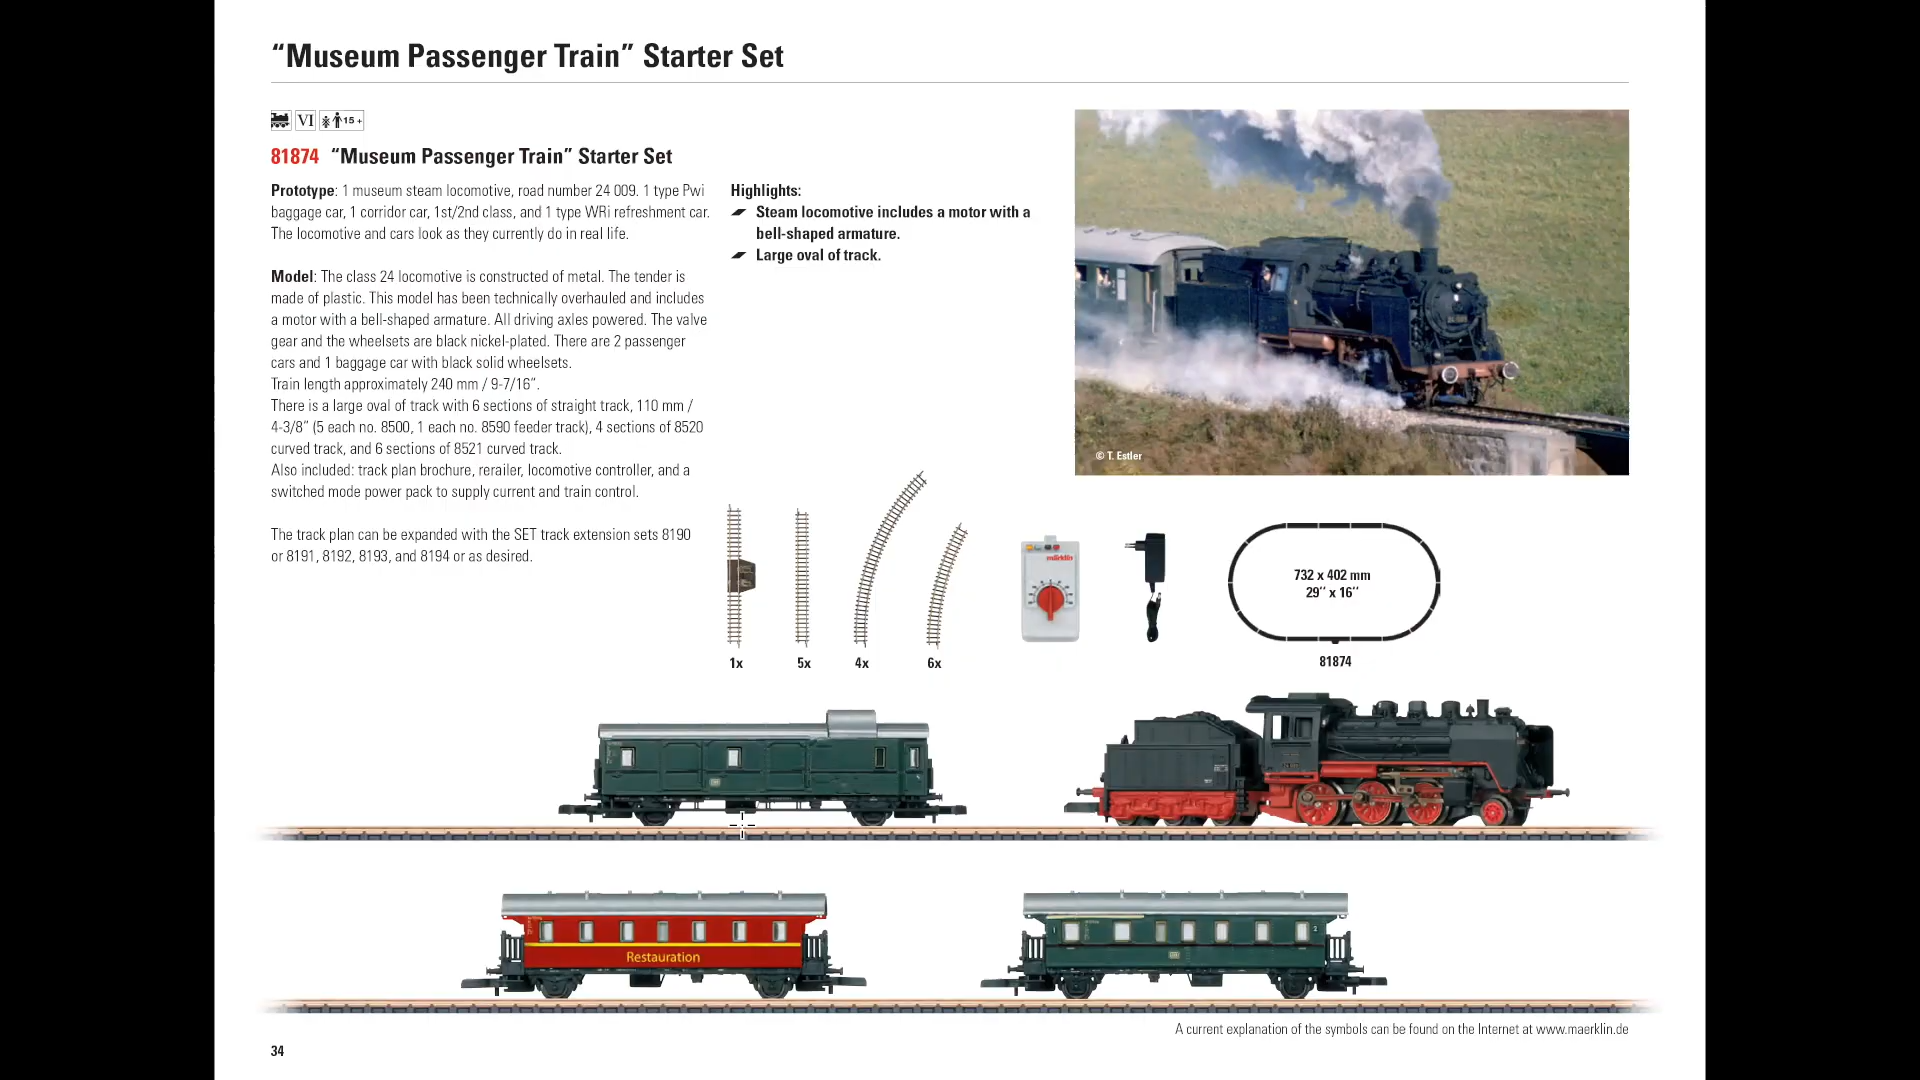 “Museum Passenger Train” Starter Set
VI
15 +
81874 “Museum Passenger Train” Starter Set
Prototype: 1 museum steam locomotive, road number 24 009. 1 type Pwi
baggage car, 1 corridor car, 1st/2nd class, and 1 type WRi refreshment car.
The locomotive and cars look as they currently do in real life.
Model: The class 24 locomotive is constructed of metal. The tender is
made of plastic. This model has been technically overhauled and includes
a motor with a bell-shaped armature. All driving axles powered. The valve
gear and the wheelsets are black nickel-plated. There are 2 passenger
cars and 1 baggage car with black solid wheelsets.
Train length approximately 240 mm / 9-7/16”.
There is a large oval of track with 6 sections of straight track, 110 mm /
4-3/8” (5 each no. 8500, 1 each no. 8590 feeder track), 4 sections of 8520
curved track, and 6 sections of 8521 curved track.
Also included: track plan brochure, rerailer, locomotive controller, and a
switched mode power pack to supply current and train control.
The track plan can be expanded with the SET track extension sets 8190
or 8191, 8192, 8193, and 8194 or as desired.
Highlights:
Steam locomotive includes a motor with a
bell-shaped armature.
Large oval of track.
© T. Estler
märklin
732 x 402 mm
29″ x 16″
1x
5x
4x
6x
81874
Restauration
A current explanation of the symbols can be found on the Internet at www.maerklin.de
34